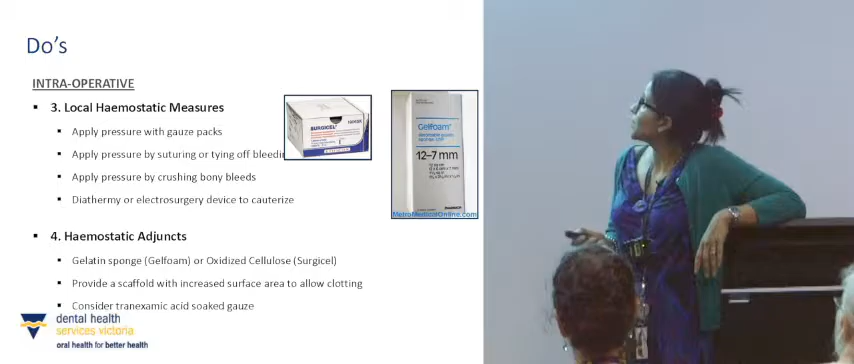 Do's
INTRA-OPERATIVE
3. Local Haemostatic Measures
Apply pressure with gauze packs
Apply pressure by suturing or tying off bleedin
Apply pressure by crushing bony bleeds
Diathermy or electrosurgery device to cauterize
SURGICEL
Gelfoam
12–7 mm
MetroMedicalOnline.com
4. Haemostatic Adjuncts
Gelatin sponge (Gelfoam) or Oxidized Cellulose (Surgicel)
Provide a scaffold with increased surface area to allow clotting
Consider tranexamic acid soaked gauze
dental health
services victoria
oral health for better health